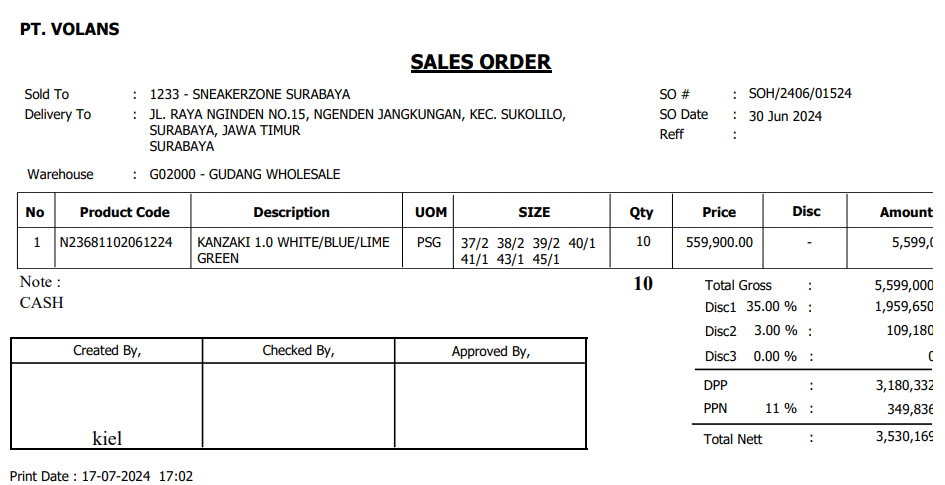 PT. VOLANS
SALES ORDER
Sold To : 1233 - SNEAKERZONE SURABAYA
SO # : SOH/2406/01524
Delivery To : JL. RAYA NGINDEN NO.15, NGENDEN JANGKUNGAN, KEC. SUKOLILO,
SURABAYA, JAWA TIMUR
SURABAYA
SO Date : 30 Jun 2024
Reff :
Warehouse : G02000 - GUDANG WHOLESALE
No Product Code Description UOM SIZE Qty Price Disc Amount
1 N23681102061224 KANZAKI 1.0 WHITE/BLUE/LIME PSG 37/2 38/2 39/2 40/1 10 559,900.00 - 5,599,0
GREEN 41/1 43/1 45/1
Note :
CASH
10
Total Gross : 5,599,000
Disc1 35.00 % : 1,959,650
Disc2 3.00 % : 109,180
Disc3 0.00 % : 0
DPP : 3,180,332
PPN 11 % : 349,836
Total Nett : 3,530,169
Created By, Checked By, Approved By,
kiel
Print Date : 17-07-2024 17:02